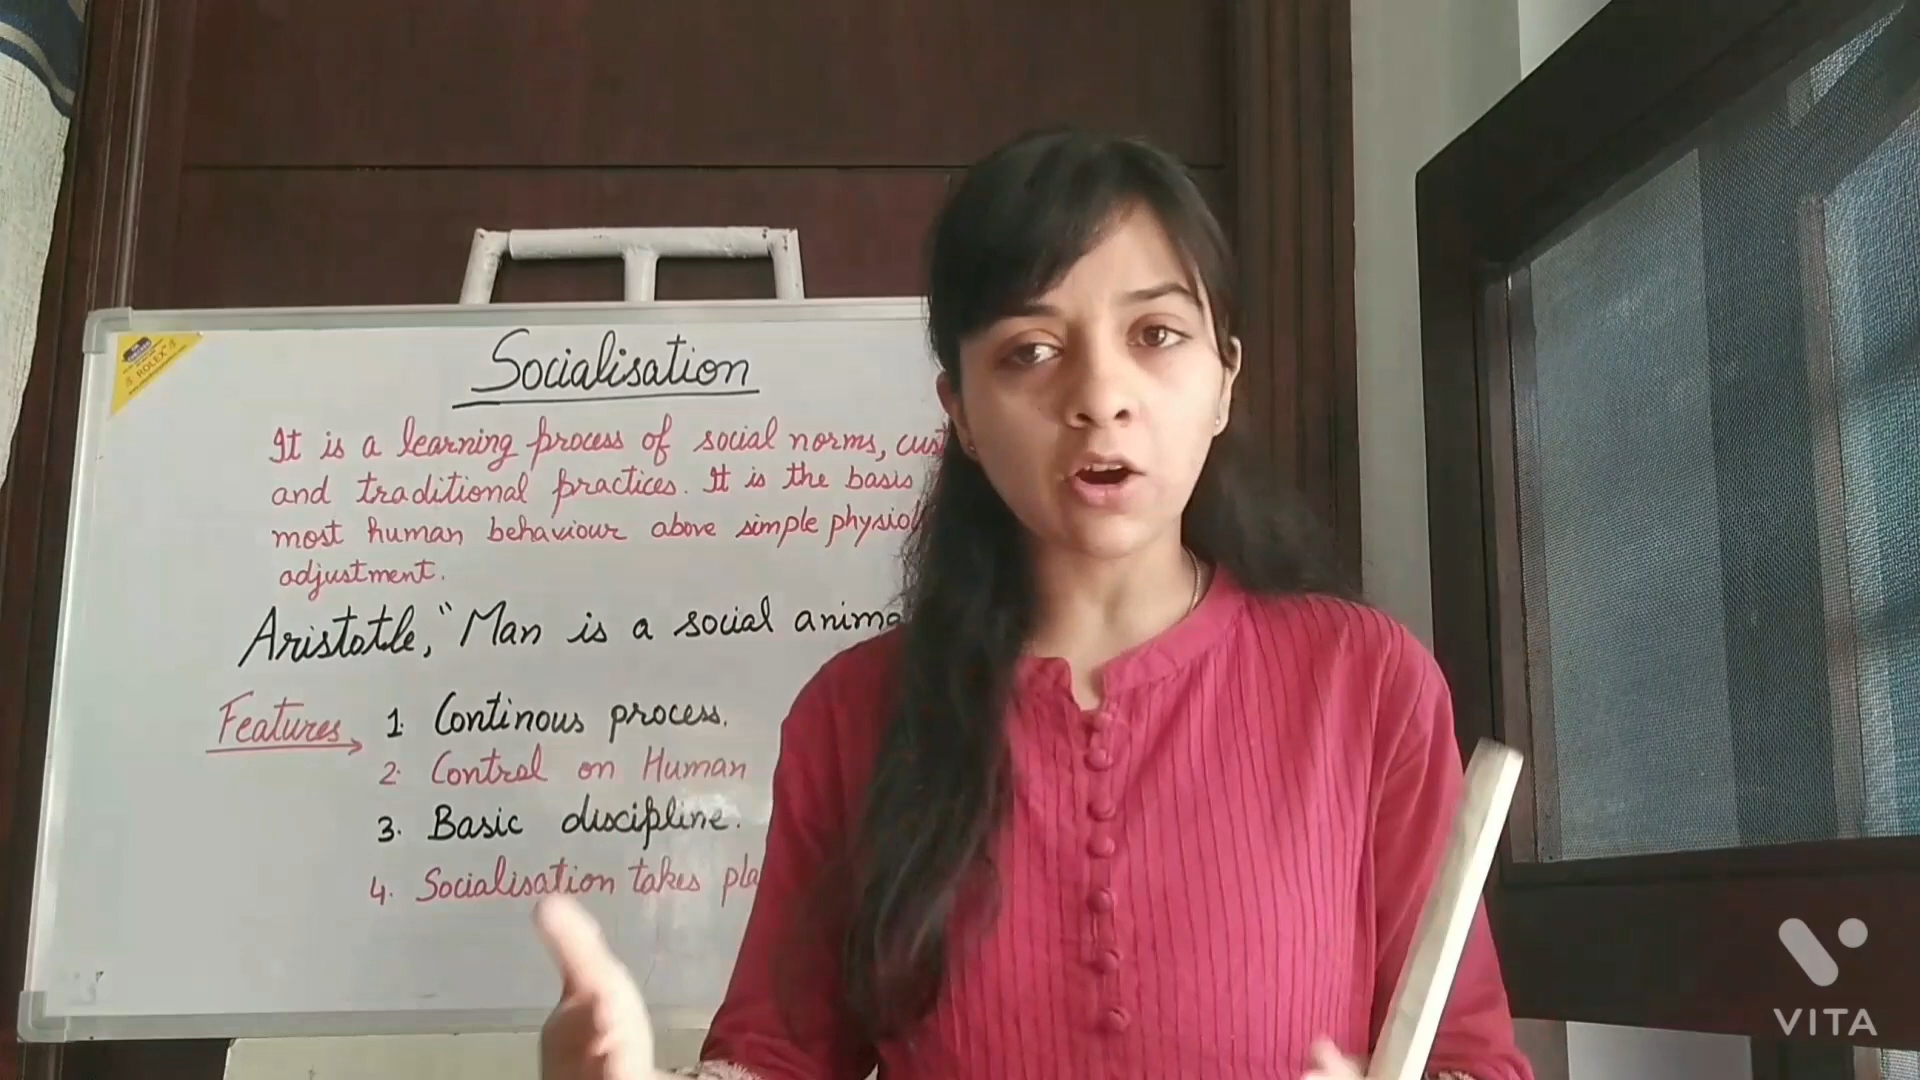 Socialisation
It is a learning process of social norms,
and traditional practices. It is the basis
most human behaviour above simple
adjustment.
Aristotle, "Man is a social
Features 1. Continous process.
2. Control on Human
3. Basic discipline.
4. Socialisation takes
ROLEX
VITA